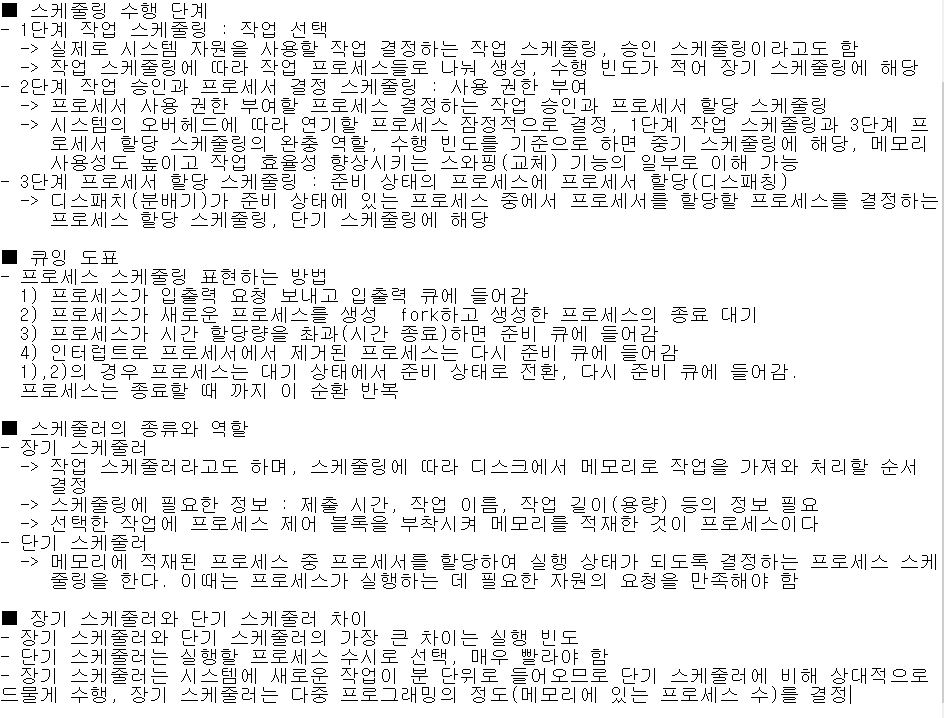 ■ 스케줄링 수행 단계
- 1단계 작업 스케줄링 : 작업 선택
-> 실제로 시스템 자원을 사용할 작업 결정하는 작업 스케줄링, 승인 스케줄링이라고도 함
-> 작업 스케줄링에 따라 작업 프로세스들로 나눠 생성, 수행 빈도가 적어 장기 스케줄링에 해당
- 2단계 작업 승인과 프로세서 결정 스케줄링 : 사용 권한 부여
-> 프로세서 사용 권한 부여할 프로세스 결정하는 작업 승인과 프로세서 할당 스케줄링
-> 시스템의 오버헤드에 따라 연기할 프로세스 잠정적으로 결정, 1단계 작업 스케줄링과 3단계 프
로세서 할당 스케줄링의 완충 역할, 수행 빈도를 기준으로 하면 중기 스케줄링에 해당, 메모리
사용성도 높이고 작업 효율성 향상시키는 스와핑(교체) 기능의 일부로 이해 가능
- 3단계 프로세서 할당 스케줄링 : 준비 상태의 프로세스에 프로세서 할당(디스패칭)
-> 디스패치(분배기)가 준비 상태에 있는 프로세스 중에서 프로세서를 할당할 프로세스를 결정하는
프로세스 할당 스케줄링, 단기 스케줄링에 해당

■ 큐잉 도표
- 프로세스 스케줄링 표현하는 방법
1) 프로세스가 입출력 요청 보내고 입출력 큐에 들어감
2) 프로세스가 새로운 프로세스를 생성 fork하고 생성한 프로세스의 종료 대기
3) 프로세스가 시간 할당량을 초과(시간 종료)하면 준비 큐에 들어감
4) 인터럽트로 프로세서에서 제거된 프로세스는 다시 준비 큐에 들어감
1),2)의 경우 프로세스는 대기 상태에서 준비 상태로 전환, 다시 준비 큐에 들어감.
프로세스는 종료할 때 까지 이 순환 반복

■ 스케줄러의 종류와 역할
- 장기 스케줄러
-> 작업 스케줄러라고도 하며, 스케줄링에 따라 디스크에서 메모리로 작업을 가져와 처리할 순서
결정
-> 스케줄링에 필요한 정보 : 제출 시간, 작업 이름, 작업 길이(용량) 등의 정보 필요
-> 선택한 작업에 프로세스 제어 블록을 부착시켜 메모리를 적재한 것이 프로세스이다
- 단기 스케줄러
-> 메모리에 적재된 프로세스 중 프로세서를 할당하여 실행 상태가 되도록 결정하는 프로세스 스케
줄링을 한다. 이때는 프로세스가 실행하는 데 필요한 자원의 요청을 만족해야 함

■ 장기 스케줄러와 단기 스케줄러 차이
- 장기 스케줄러와 단기 스케줄러의 가장 큰 차이는 실행 빈도
- 단기 스케줄러는 실행할 프로세스 수시로 선택, 매우 빨라야 함
- 장기 스케줄러는 시스템에 새로운 작업이 분 단위로 들어오므로 단기 스케줄러에 비해 상대적으로
드물게 수행, 장기 스케줄러는 다중 프로그래밍의 정도(메모리에 있는 프로세스 수)를 결정